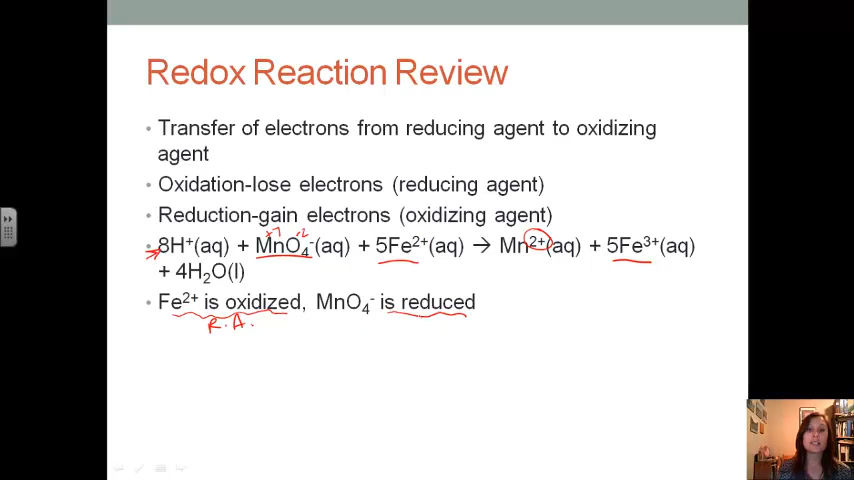 Redox Reaction Review
• Transfer of electrons from reducing agent to oxidizing
agent
• Oxidation-lose electrons (reducing agent)
• Reduction-gain electrons (oxidizing agent)
+7 -2
• 8H⁺(aq) + MnO₄⁻(aq) + 5Fe²⁺(aq) → Mn²⁺(aq) + 5Fe³⁺(aq)
+ 4H₂O(l)
• Fe²⁺ is oxidized, MnO₄⁻ is reduced
R.A.